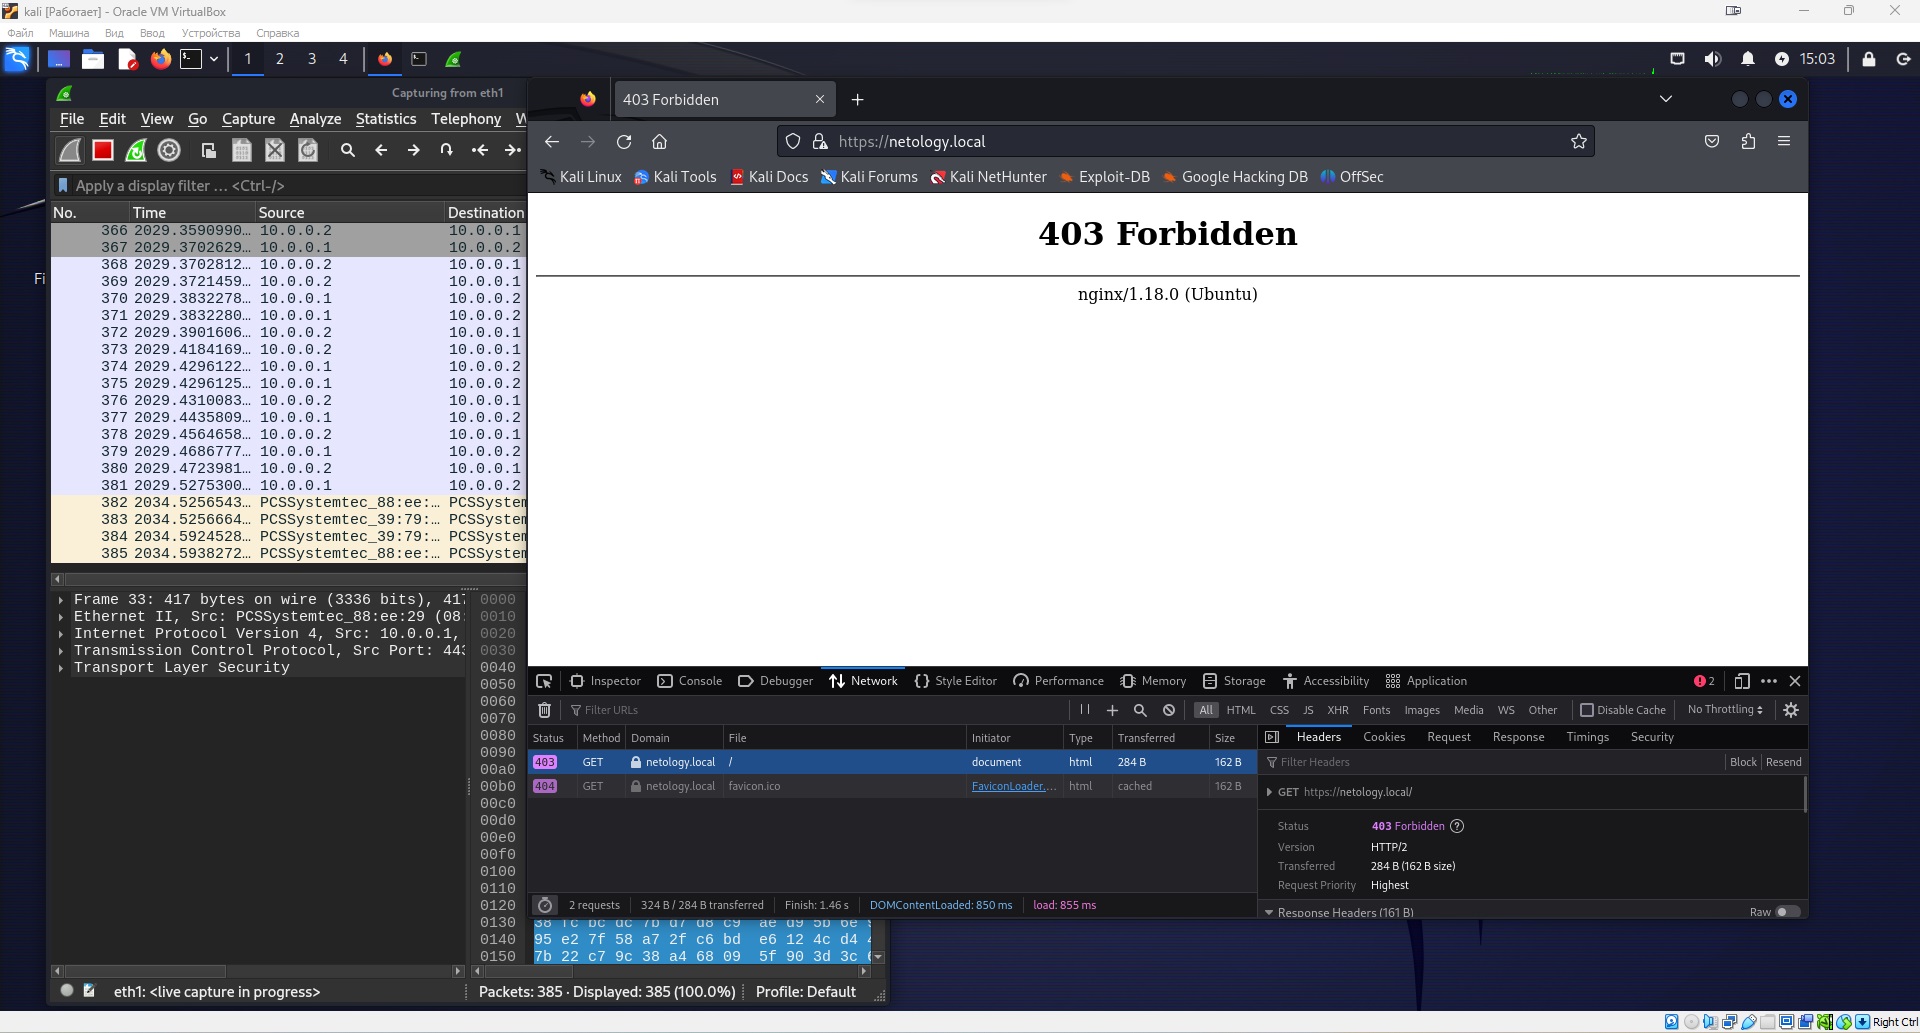 kali [Работает] - Oracle VM VirtualBox
Файл Машина Вид Ввод Устройства Справка
1 2 3 4
15:03
Capturing from eth1
File Edit View Go Capture Analyze Statistics Telephony
Apply a display filter … <Ctrl-/>
No. Time Source Destination
366 2029.3590990… 10.0.0.2 10.0.0.1
367 2029.3702629… 10.0.0.1 10.0.0.2
368 2029.3702812… 10.0.0.2 10.0.0.1
369 2029.3721459… 10.0.0.2 10.0.0.1
370 2029.3832278… 10.0.0.1 10.0.0.2
371 2029.3832280… 10.0.0.1 10.0.0.2
372 2029.3901606… 10.0.0.2 10.0.0.1
373 2029.4184169… 10.0.0.2 10.0.0.1
374 2029.4296122… 10.0.0.1 10.0.0.2
375 2029.4296125… 10.0.0.1 10.0.0.2
376 2029.4310083… 10.0.0.2 10.0.0.1
377 2029.4435809… 10.0.0.1 10.0.0.2
378 2029.4564658… 10.0.0.2 10.0.0.1
379 2029.4686777… 10.0.0.1 10.0.0.2
380 2029.4723981… 10.0.0.2 10.0.0.1
381 2029.5275300… 10.0.0.1 10.0.0.2
382 2034.5256543… PCSSystemtec_88:ee:… PCSSystem
383 2034.5256664… PCSSystemtec_39:79:… PCSSystem
384 2034.5924528… PCSSystemtec_39:79:… PCSSystem
385 2034.5938272… PCSSystemtec_88:ee:… PCSSystem
Frame 33: 417 bytes on wire (3336 bits), 417
Ethernet II, Src: PCSSystemtec_88:ee:29 (08:
Internet Protocol Version 4, Src: 10.0.0.1,
Transmission Control Protocol, Src Port: 443
Transport Layer Security
0000
0010
0020
0030
0040
0050
0060
0070
0080
0090
00a0
00b0
00c0
00d0
00e0
00f0
0100
0110
0120
0130 38 fc bc dc 7b d7 d8 c9 ae d9 5b 6e
0140 95 e2 7f 58 a7 2f c6 bd e6 12 4c d4
0150 7b 22 c7 9c 38 a4 68 09 5f 90 3d 3c
eth1: <live capture in progress>
Packets: 385 · Displayed: 385 (100.0%)
Profile: Default
403 Forbidden
https://netology.local
Kali Linux Kali Tools Kali Docs Kali Forums Kali NetHunter Exploit-DB Google Hacking DB OffSec
403 Forbidden
nginx/1.18.0 (Ubuntu)
Inspector Console Debugger Network Style Editor Performance Memory Storage Accessibility Application 2
Filter URLs
All HTML CSS JS XHR Fonts Images Media WS Other Disable Cache No Throttling
Status Method Domain File Initiator Type Transferred Size
403 GET netology.local / document html 284 B 162 B
404 GET netology.local favicon.ico FaviconLoader.… html cached 162 B
2 requests 324 B / 284 B transferred Finish: 1.46 s DOMContentLoaded: 850 ms load: 855 ms
Headers Cookies Request Response Timings Security
Filter Headers Block Resend
GET https://netology.local/
Status 403 Forbidden ?
Version HTTP/2
Transferred 284 B (162 B size)
Request Priority Highest
Response Headers (161 B) Raw
Right Ctrl